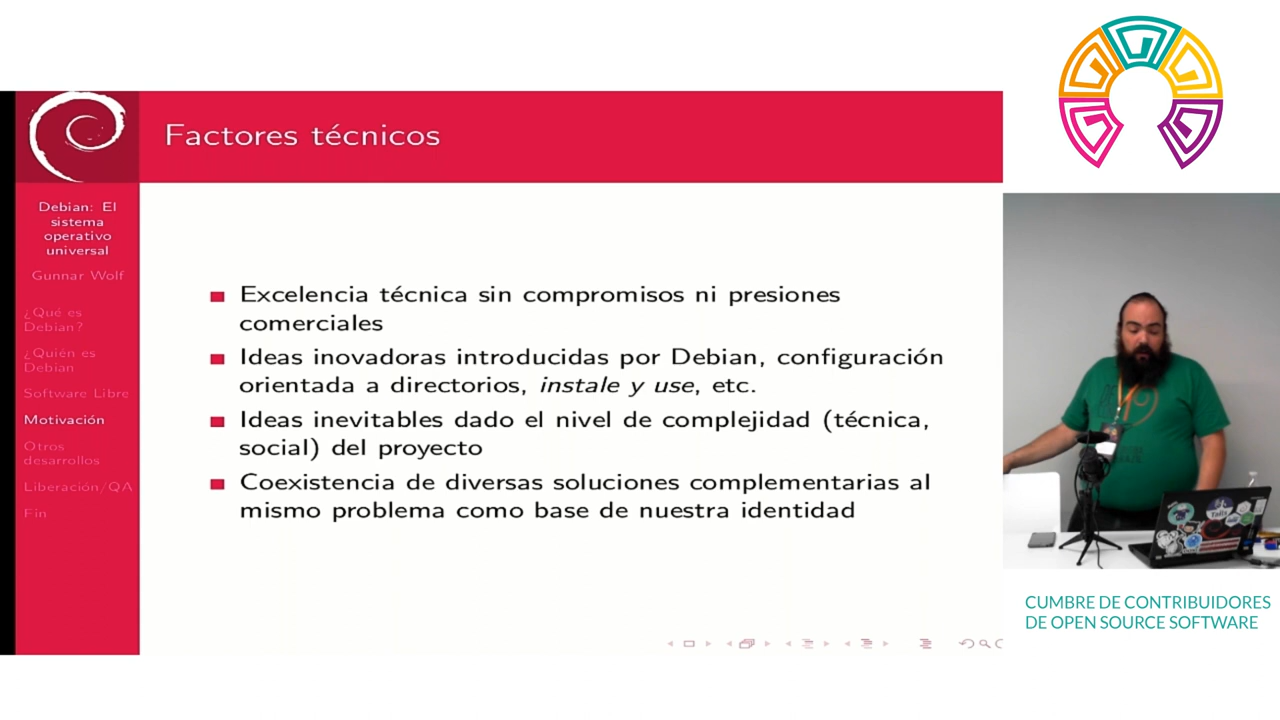 Factores técnicos
Debian: El
sistema
operativo
universal
Gunnar Wolf
¿Qué es
Debian?
¿Quién es
Debian
Software Libre
Motivación
Otros
desarrollos
Liberación/QA
Fin
Excelencia técnica sin compromisos ni presiones
comerciales
Ideas inovadoras introducidas por Debian, configuración
orientada a directorios, instale y use, etc.
Ideas inevitables dado el nivel de complejidad (técnica,
social) del proyecto
Coexistencia de diversas soluciones complementarias al
mismo problema como base de nuestra identidad
CUMBRE DE CONTRIBUIDORES
DE OPEN SOURCE SOFTWARE